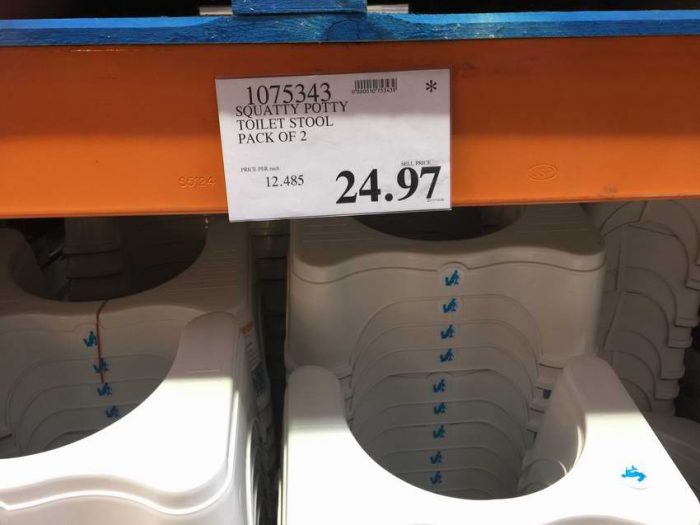 1075343 *
SQUATTY POTTY
TOILET STOOL
PACK OF 2
PRICE PER each
SELL PRICE
12.485
24.97